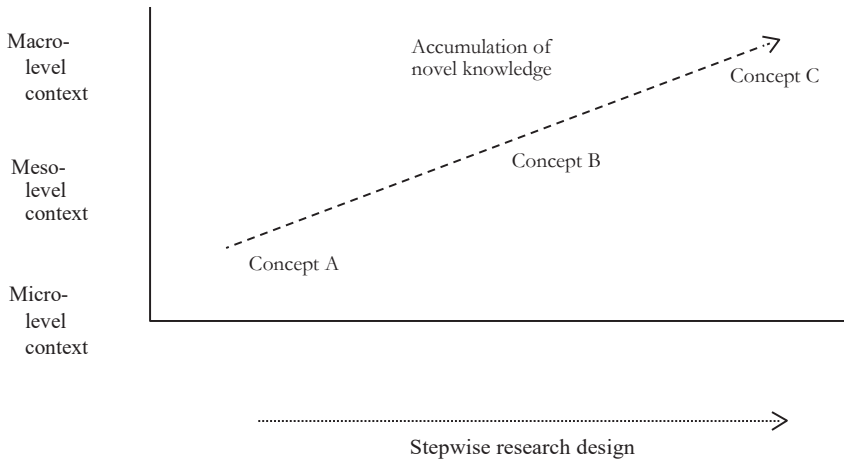 Macro-
level
context
Accumulation of
novel knowledge
Concept C
Meso-
level
context
Concept B
Concept A
Micro-
level
context
Stepwise research design